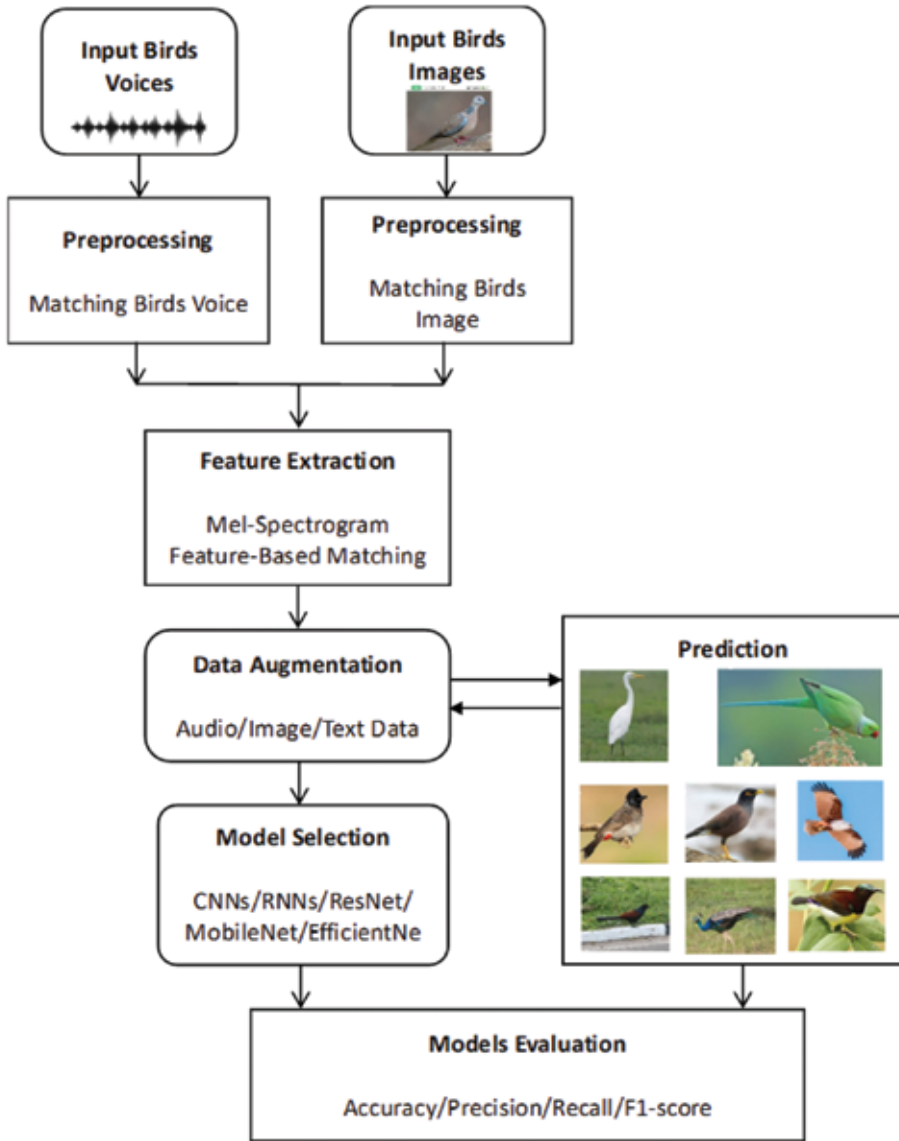 Input Birds
Voices
Input Birds
Images
Preprocessing
Matching Birds Voice
Preprocessing
Matching Birds
Image
Feature Extraction
Mel-Spectrogram
Feature-Based Matching
Data Augmentation
Audio/Image/Text Data
Prediction
Model Selection
CNNs/RNNs/ResNet/
MobileNet/EfficientNe
Models Evaluation
Accuracy/Precision/Recall/F1-score